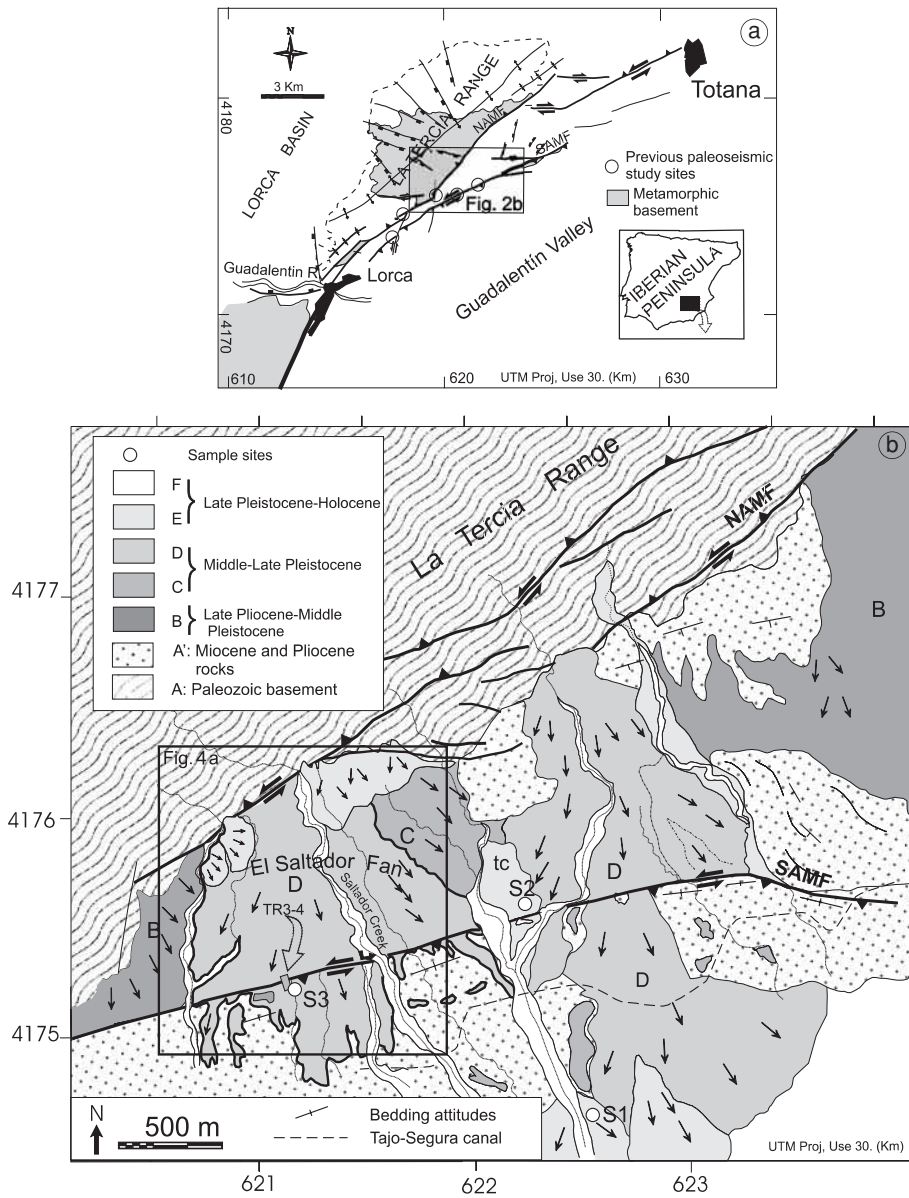 a
N
3 Km
Totana
4180
LORCA BASIN
LA TERCIA RANGE
NAMF
SAMF
Previous paleoseismic
study sites
Metamorphic
basement
Fig. 2b
Guadalentín Valley
IBERIAN
PENINSULA
Guadalentín R.
Lorca
4170
610
620
UTM Proj, Use 30. (Km)
630
b
Sample sites
F
Late Pleistocene-Holocene
E
D
Middle-Late Pleistocene
C
B
Late Pliocene-Middle
Pleistocene
A': Miocene and Pliocene
rocks
A: Paleozoic basement
La Tercia Range
NAMF
4177
B
Fig. 4a
4176
C
tc
El Saltador Fan
D
S2
D
SAMF
B
TR3-4
Saltador Creek
S3
D
4175
S1
N
500 m
Bedding attitudes
Tajo-Segura canal
UTM Proj, Use 30. (Km)
621
622
623